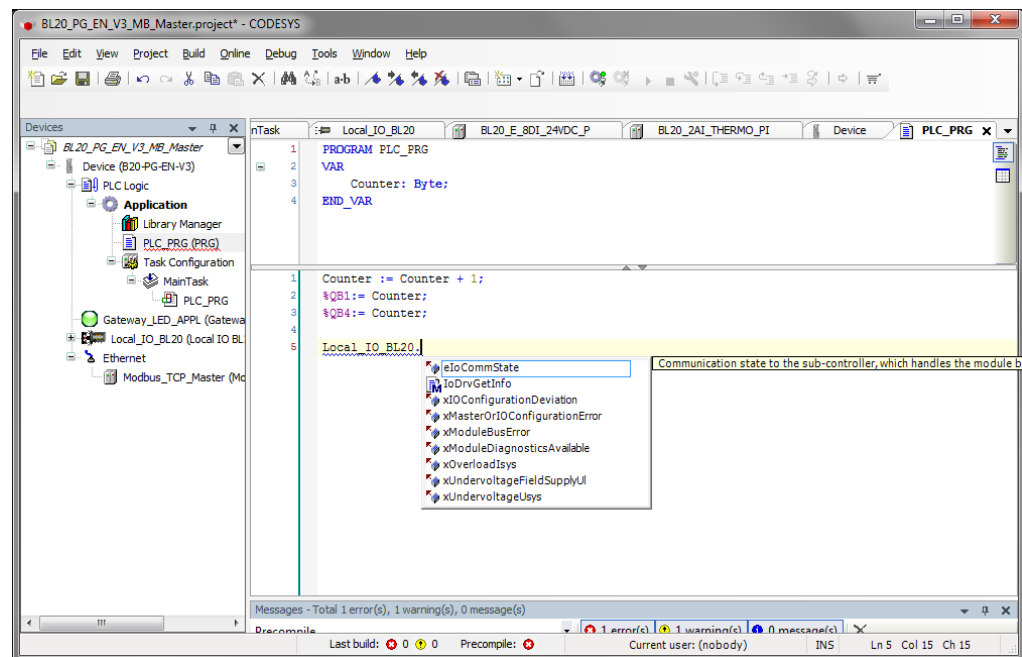 BL20_PG_EN_V3_MB_Master.project* - CODESYS
File Edit View Project Build Online Debug Tools Window Help
Devices
BL20_PG_EN_V3_MB_Master
Device (B20-PG-EN-V3)
PLC Logic
Application
Library Manager
PLC_PRG (PRG)
Task Configuration
MainTask
PLC_PRG
Gateway_LED_APPL (Gatewa
Local_IO_BL20 (Local IO BL
Ethernet
Modbus_TCP_Master (Mo
nTask Local_IO_BL20 BL20_E_8DI_24VDC_P BL20_2AI_THERMO_PI Device PLC_PRG
1 PROGRAM PLC_PRG
2 VAR
3 Counter: Byte;
4 END_VAR
1 Counter := Counter + 1;
2 %QB1:= Counter;
3 %QB4:= Counter;
4
5 Local_IO_BL20.
eIoCommState
IoDrvGetInfo
xIOConfigurationDeviation
xMasterOrIOConfigurationError
xModuleBusError
xModuleDiagnosticsAvailable
xOverloadIsys
xUndervoltageFieldSupplyUl
xUndervoltageUsys
Communication state to the sub-controller, which handles the module b
Messages - Total 1 error(s), 1 warning(s), 0 message(s)
Precompile 1 error(s) 1 warning(s) 0 message(s)
Last build: 0 0 Precompile: Current user: (nobody) INS Ln 5 Col 15 Ch 15